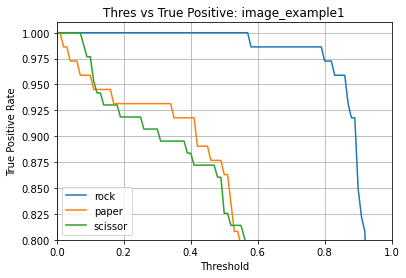 Thres vs True Positive: image_example1
True Positive Rate
1.000
0.975
0.950
0.925
0.900
0.875
0.850
0.825
0.800
rock
paper
scissor
0.0 0.2 0.4 0.6 0.8 1.0
Threshold